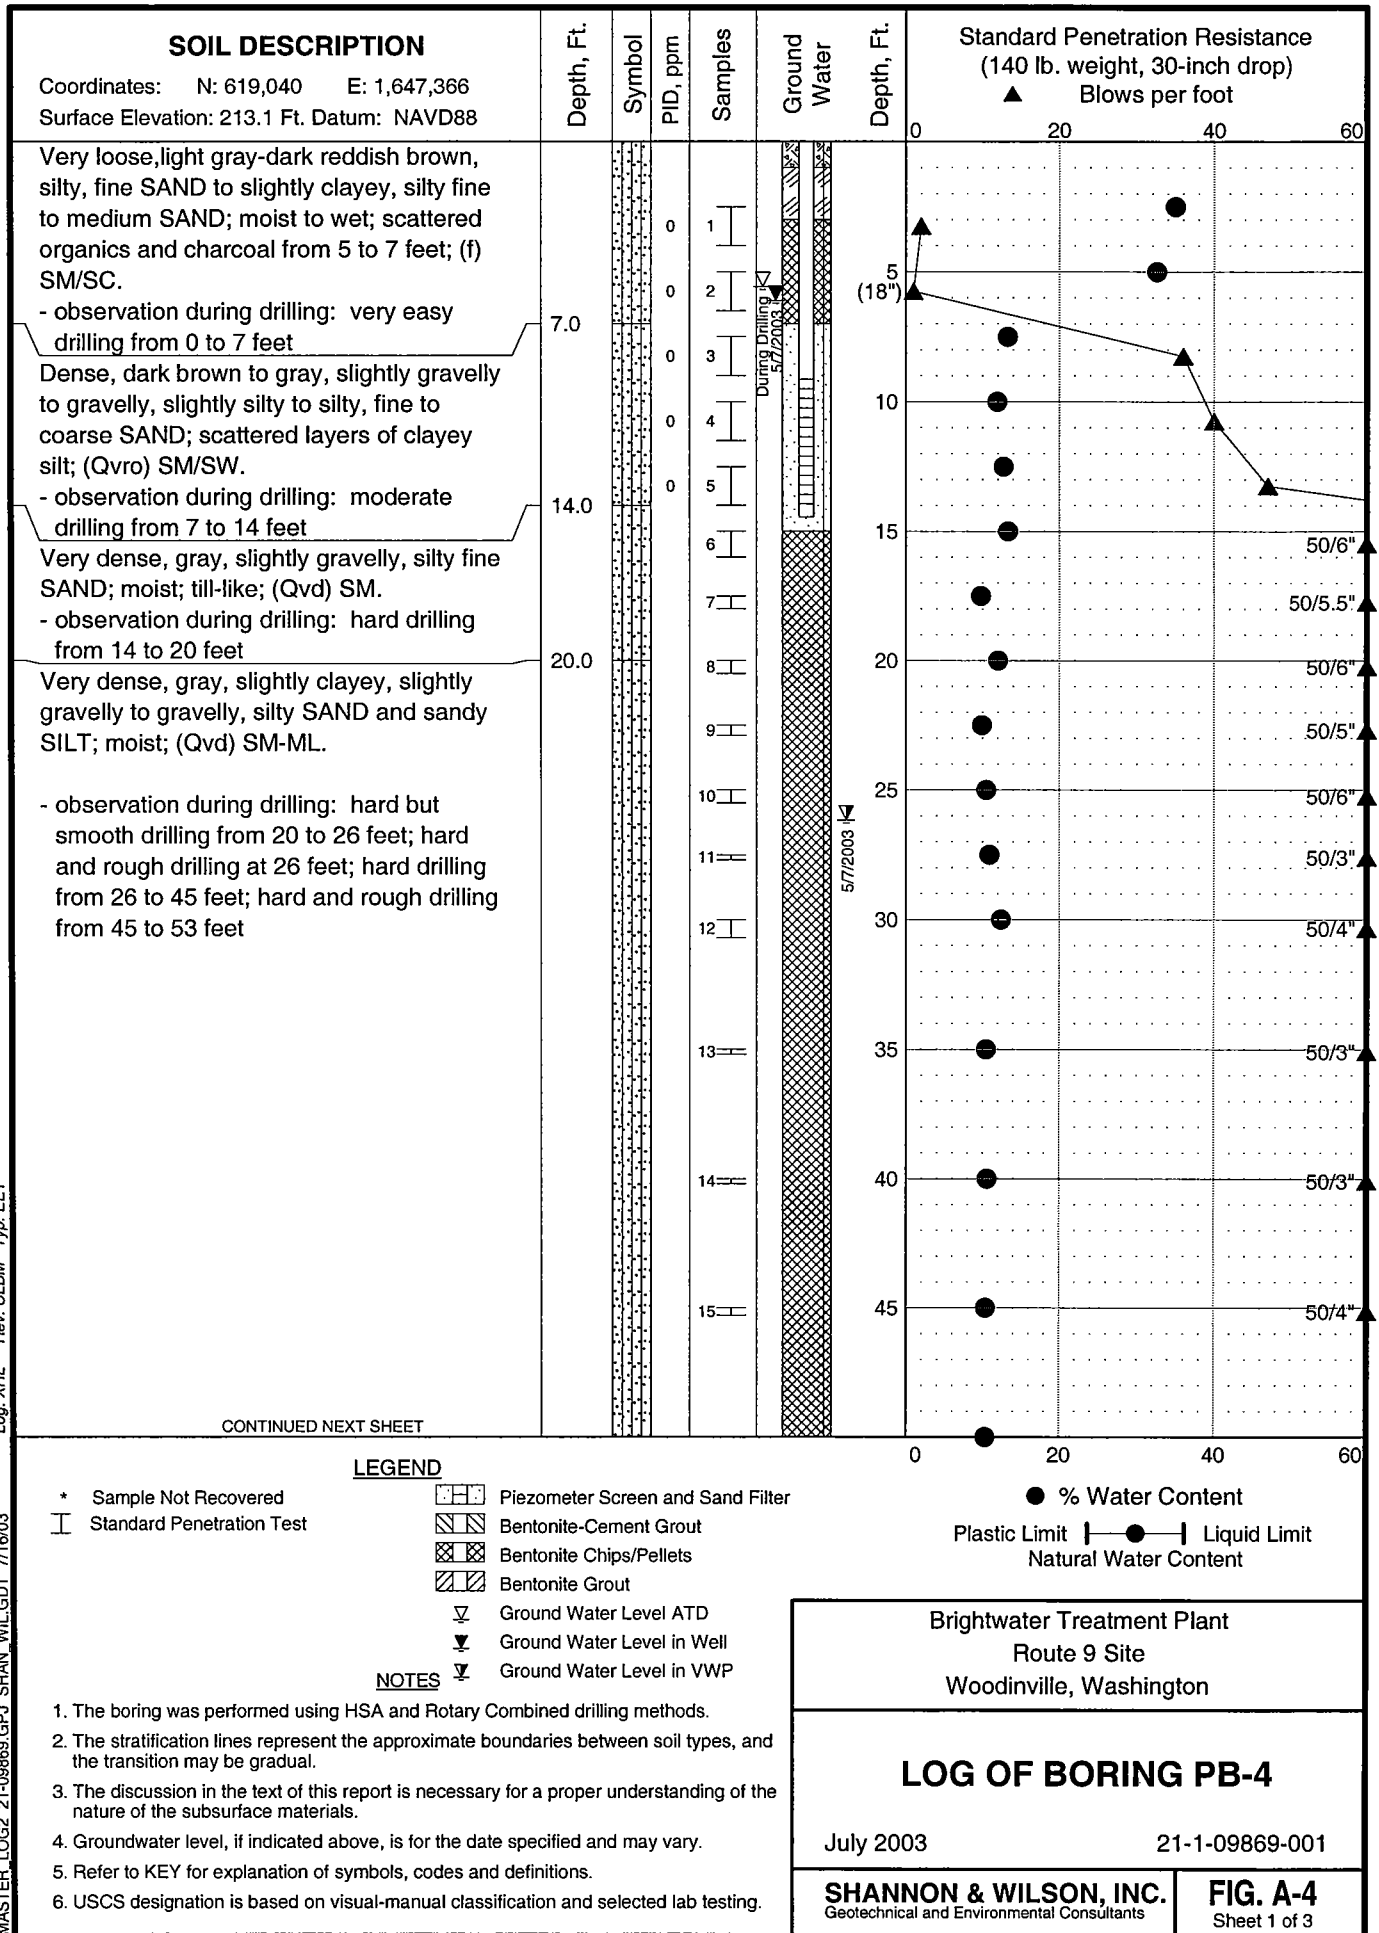 SOIL DESCRIPTION
Coordinates: N: 619,040 E: 1,647,366
Surface Elevation: 213.1 Ft. Datum: NAVD88
Depth, Ft.
Symbol
PID, ppm
Samples
Ground
Water
Depth, Ft.
Standard Penetration Resistance
(140 lb. weight, 30-inch drop)
▲ Blows per foot
0 20 40 60
Very loose,light gray-dark reddish brown,
silty, fine SAND to slightly clayey, silty fine
to medium SAND; moist to wet; scattered
organics and charcoal from 5 to 7 feet; (f)
SM/SC.
- observation during drilling: very easy
drilling from 0 to 7 feet
7.0
Dense, dark brown to gray, slightly gravelly
to gravelly, slightly silty to silty, fine to
coarse SAND; scattered layers of clayey
silt; (Qvro) SM/SW.
- observation during drilling: moderate
drilling from 7 to 14 feet
14.0
Very dense, gray, slightly gravelly, silty fine
SAND; moist; till-like; (Qvd) SM.
- observation during drilling: hard drilling
from 14 to 20 feet
20.0
Very dense, gray, slightly clayey, slightly
gravelly to gravelly, silty SAND and sandy
SILT; moist; (Qvd) SM-ML.
- observation during drilling: hard but
smooth drilling from 20 to 26 feet; hard
and rough drilling at 26 feet; hard drilling
from 26 to 45 feet; hard and rough drilling
from 45 to 53 feet
CONTINUED NEXT SHEET
0 1
0 2
0 3
0 4
0 5
6
7
8
9
10
11
12
13
14
15
During Drilling
5/7/2003
5/7/2003
5
(18")
10
15
20
25
30
35
40
45
50/6"
50/5.5"
50/6"
50/5"
50/6"
50/3"
50/4"
50/3"
50/3"
50/4"
0 20 40 60
LEGEND
* Sample Not Recovered
Standard Penetration Test
Piezometer Screen and Sand Filter
Bentonite-Cement Grout
Bentonite Chips/Pellets
Bentonite Grout
Ground Water Level ATD
Ground Water Level in Well
Ground Water Level in VWP
● % Water Content
Plastic Limit Liquid Limit
Natural Water Content
NOTES
1. The boring was performed using HSA and Rotary Combined drilling methods.
2. The stratification lines represent the approximate boundaries between soil types, and
the transition may be gradual.
3. The discussion in the text of this report is necessary for a proper understanding of the
nature of the subsurface materials.
4. Groundwater level, if indicated above, is for the date specified and may vary.
5. Refer to KEY for explanation of symbols, codes and definitions.
6. USCS designation is based on visual-manual classification and selected lab testing.
Brightwater Treatment Plant
Route 9 Site
Woodinville, Washington
LOG OF BORING PB-4
July 2003 21-1-09869-001
SHANNON & WILSON, INC.
Geotechnical and Environmental Consultants
FIG. A-4
Sheet 1 of 3
MASTER_LOG2 21-09869.GPJ SHAN_WIL.GDT 7/16/03